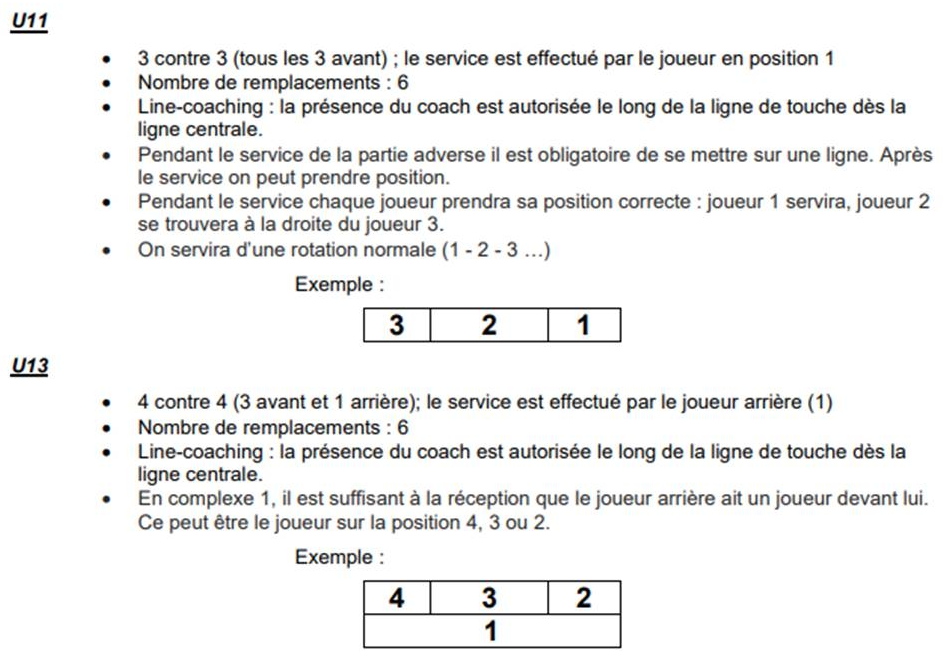 U11
• 3 contre 3 (tous les 3 avant) ; le service est effectué par le joueur en position 1
• Nombre de remplacements : 6
• Line-coaching : la présence du coach est autorisée le long de la ligne de touche dès la
ligne centrale.
• Pendant le service de la partie adverse il est obligatoire de se mettre sur une ligne. Après
le service on peut prendre position.
• Pendant le service chaque joueur prendra sa position correcte : joueur 1 servira, joueur 2
se trouvera à la droite du joueur 3.
• On servira d'une rotation normale (1 - 2 - 3 …)
Exemple :
3 2 1
U13
• 4 contre 4 (3 avant et 1 arrière); le service est effectué par le joueur arrière (1)
• Nombre de remplacements : 6
• Line-coaching : la présence du coach est autorisée le long de la ligne de touche dès la
ligne centrale.
• En complexe 1, il est suffisant à la réception que le joueur arrière ait un joueur devant lui.
Ce peut être le joueur sur la position 4, 3 ou 2.
Exemple :
4 3 2
1